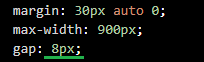 margin: 30px auto 0;
max-width: 900px;
gap: 8px;